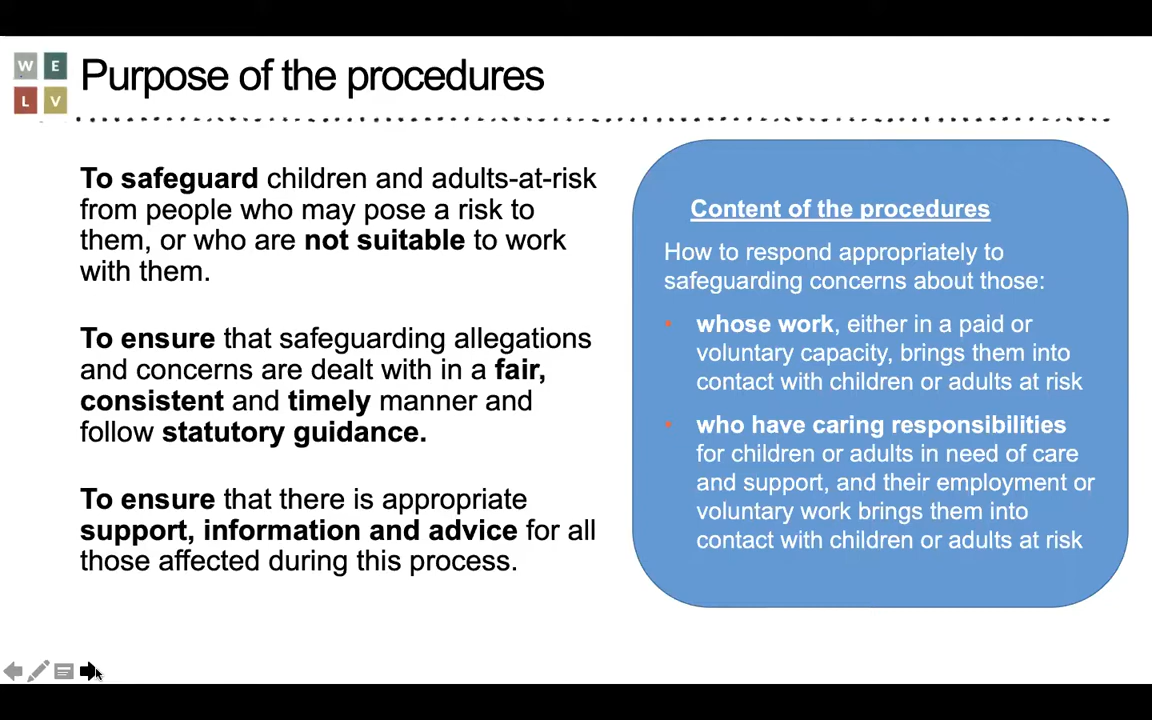 W E
L V
Purpose of the procedures
To safeguard children and adults-at-risk
from people who may pose a risk to
them, or who are not suitable to work
with them.
To ensure that safeguarding allegations
and concerns are dealt with in a fair,
consistent and timely manner and
follow statutory guidance.
To ensure that there is appropriate
support, information and advice for all
those affected during this process.
Content of the procedures
How to respond appropriately to
safeguarding concerns about those:
• whose work, either in a paid or
voluntary capacity, brings them into
contact with children or adults at risk
• who have caring responsibilities
for children or adults in need of care
and support, and their employment or
voluntary work brings them into
contact with children or adults at risk